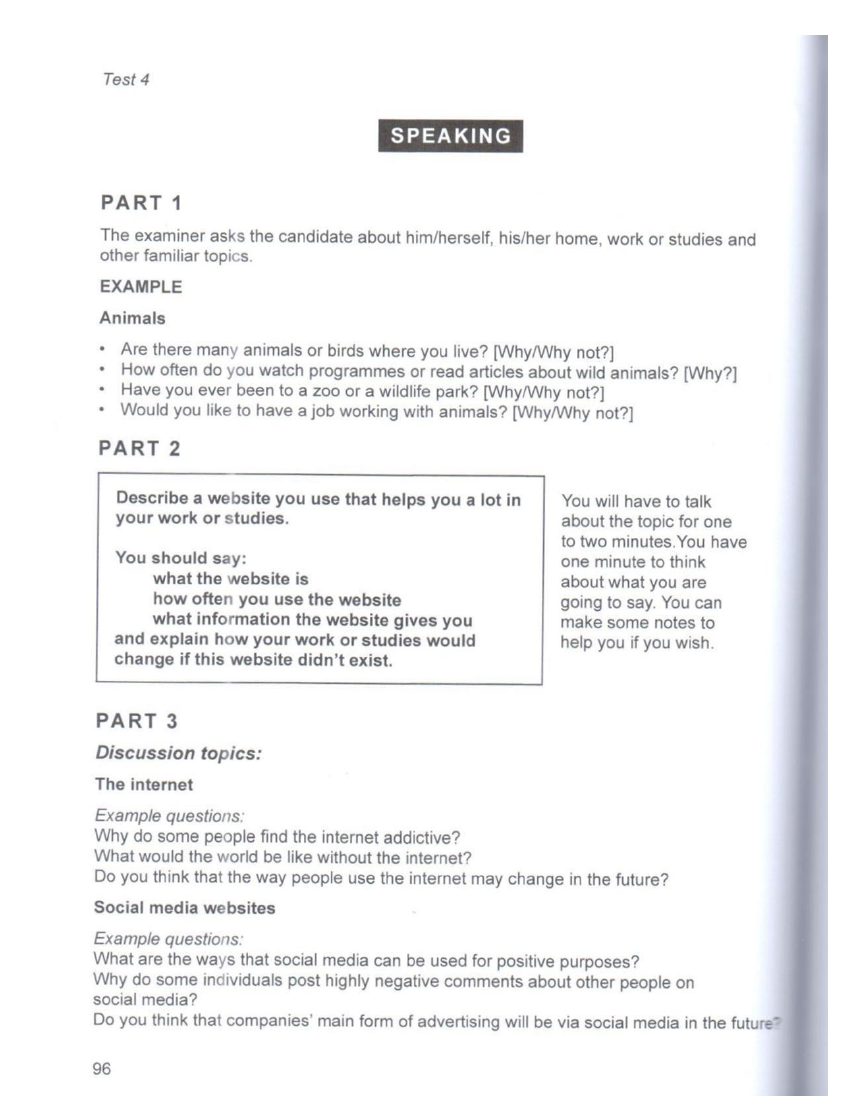 Test 4
SPEAKING
PART 1
The examiner asks the candidate about him/herself, his/her home, work or studies and
other familiar topics.
EXAMPLE
Animals
• Are there many animals or birds where you live? [Why/Why not?]
• How often do you watch programmes or read articles about wild animals? [Why?]
• Have you ever been to a zoo or a wildlife park? [Why/Why not?]
• Would you like to have a job working with animals? [Why/Why not?]
PART 2
Describe a website you use that helps you a lot in
your work or studies.
You should say:
what the website is
how often you use the website
what information the website gives you
and explain how your work or studies would
change if this website didn't exist.
You will have to talk
about the topic for one
to two minutes.You have
one minute to think
about what you are
going to say. You can
make some notes to
help you if you wish.
PART 3
Discussion topics:
The internet
Example questions:
Why do some people find the internet addictive?
What would the world be like without the internet?
Do you think that the way people use the internet may change in the future?
Social media websites
Example questions:
What are the ways that social media can be used for positive purposes?
Why do some individuals post highly negative comments about other people on
social media?
Do you think that companies' main form of advertising will be via social media in the future?
96